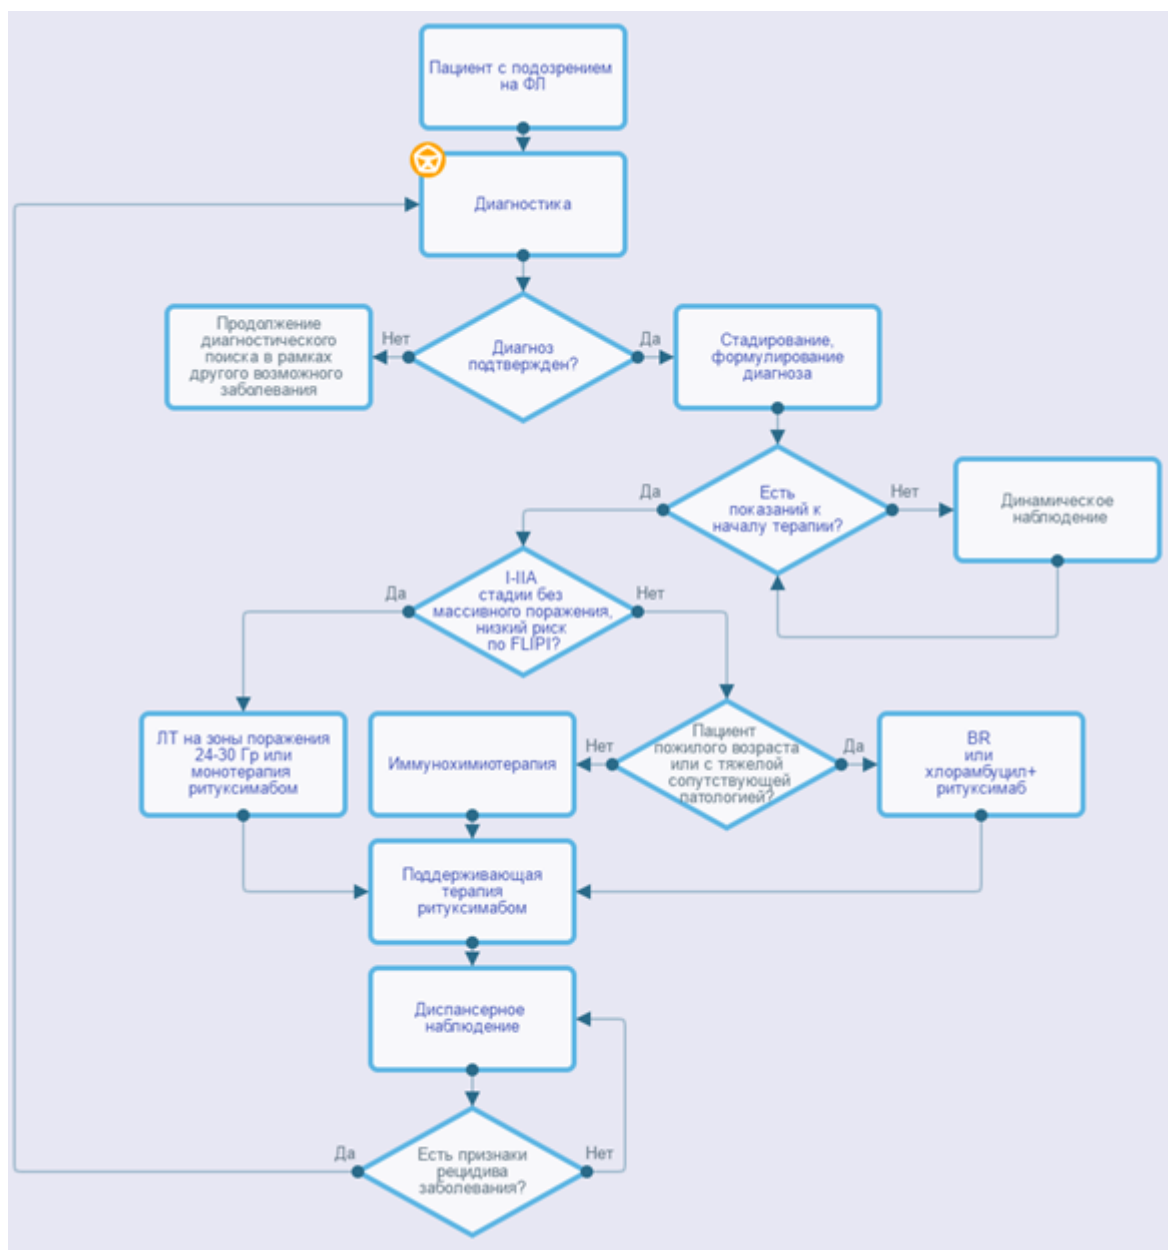 Пациент с подозрением
на ФЛ
Диагностика
Диагноз
подтвержден?
Нет
Да
Продолжение
диагностического
поиска в рамках
другого возможного
заболевания
Стадирование,
формулирование
диагноза
Есть
показаний к
началу терапии?
Да
Нет
Динамическое
наблюдение
I-IIA
стадии без
массивного поражения,
низкий риск
по FLIPI?
Да
Нет
ЛТ на зоны поражения
24-30 Гр или
монотерапия
ритуксимабом
Иммунохимиотерапия
Нет
Пациент
пожилого возраста
или с тяжелой
сопутствующей
патологией?
Да
BR
или
хлорамбуцил+
ритуксимаб
Поддерживающая
терапия
ритуксимабом
Диспансерное
наблюдение
Да
Есть признаки
рецидива
заболевания?
Нет